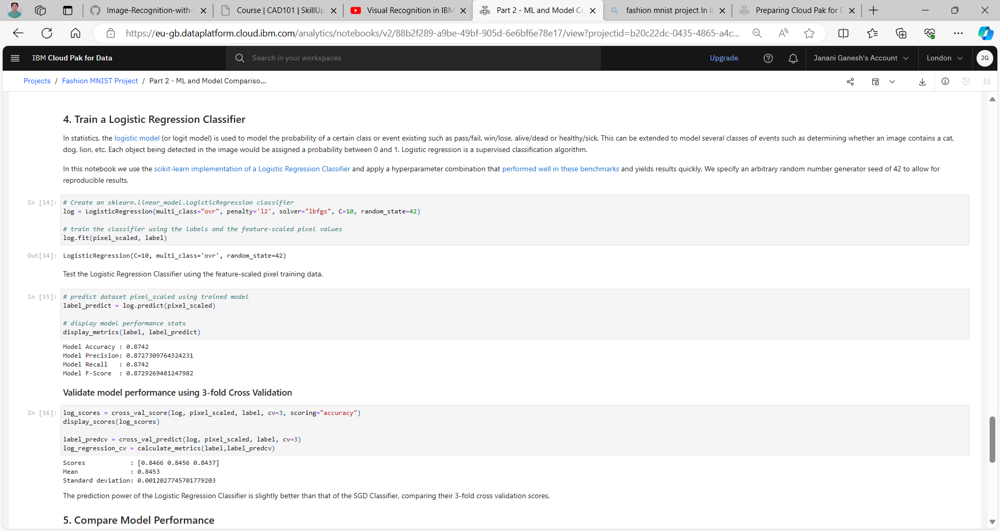 Image-Recognition-with-
Course | CAD101 | SkillUp
Visual Recognition in IBM
Part 2 - ML and Model Co
fashion mnist project In I
Preparing Cloud Pak for D
https://eu-gb.dataplatform.cloud.ibm.com/analytics/notebooks/v2/88b2f289-a9be-49bf-905d-6e6bf6e78e17/view?projectid=b20c22dc-0435-4865-a4c...
IBM Cloud Pak for Data
Search in your workspaces
Upgrade
Janani Ganesh's Account
London
JG
Projects / Fashion MNIST Project / Part 2 - ML and Model Compariso...
4. Train a Logistic Regression Classifier
In statistics, the logistic model (or logit model) is used to model the probability of a certain class or event existing such as pass/fail, win/lose, alive/dead or healthy/sick. This can be extended to model several classes of events such as determining whether an image contains a cat,
dog, lion, etc. Each object being detected in the image would be assigned a probability between 0 and 1. Logistic regression is a supervised classification algorithm.
In this notebook we use the scikit-learn implementation of a Logistic Regression Classifier and apply a hyperparameter combination that performed well in these benchmarks and yields results quickly. We specify an arbitrary random number generator seed of 42 to allow for
reproducible results.
In [14]: # Create an sklearn.linear_model.LogisticRegression classifier
log = LogisticRegression(multi_class="ovr", penalty='l2', solver="lbfgs", C=10, random_state=42)
# train the classifier using the labels and the feature-scaled pixel values
log.fit(pixel_scaled, label)
Out[14]: LogisticRegression(C=10, multi_class='ovr', random_state=42)
Test the Logistic Regression Classifier using the feature-scaled pixel training data.
In [15]: # predict dataset pixel_scaled using trained model
label_predict = log.predict(pixel_scaled)
# display model performance stats
display_metrics(label, label_predict)
Model Accuracy : 0.8742
Model Precision: 0.8727309764324231
Model Recall : 0.8742
Model F-Score : 0.8729269481247982
Validate model performance using 3-fold Cross Validation
In [16]: log_scores = cross_val_score(log, pixel_scaled, label, cv=3, scoring="accuracy")
display_scores(log_scores)
label_predcv = cross_val_predict(log, pixel_scaled, label, cv=3)
log_regression_cv = calculate_metrics(label,label_predcv)
Scores : [0.8466 0.8456 0.8437]
Mean : 0.8453
Standard deviation: 0.0012027745701779203
The prediction power of the Logistic Regression Classifier is slightly better than that of the SGD Classifier, comparing their 3-fold cross validation scores.
5. Compare Model Performance